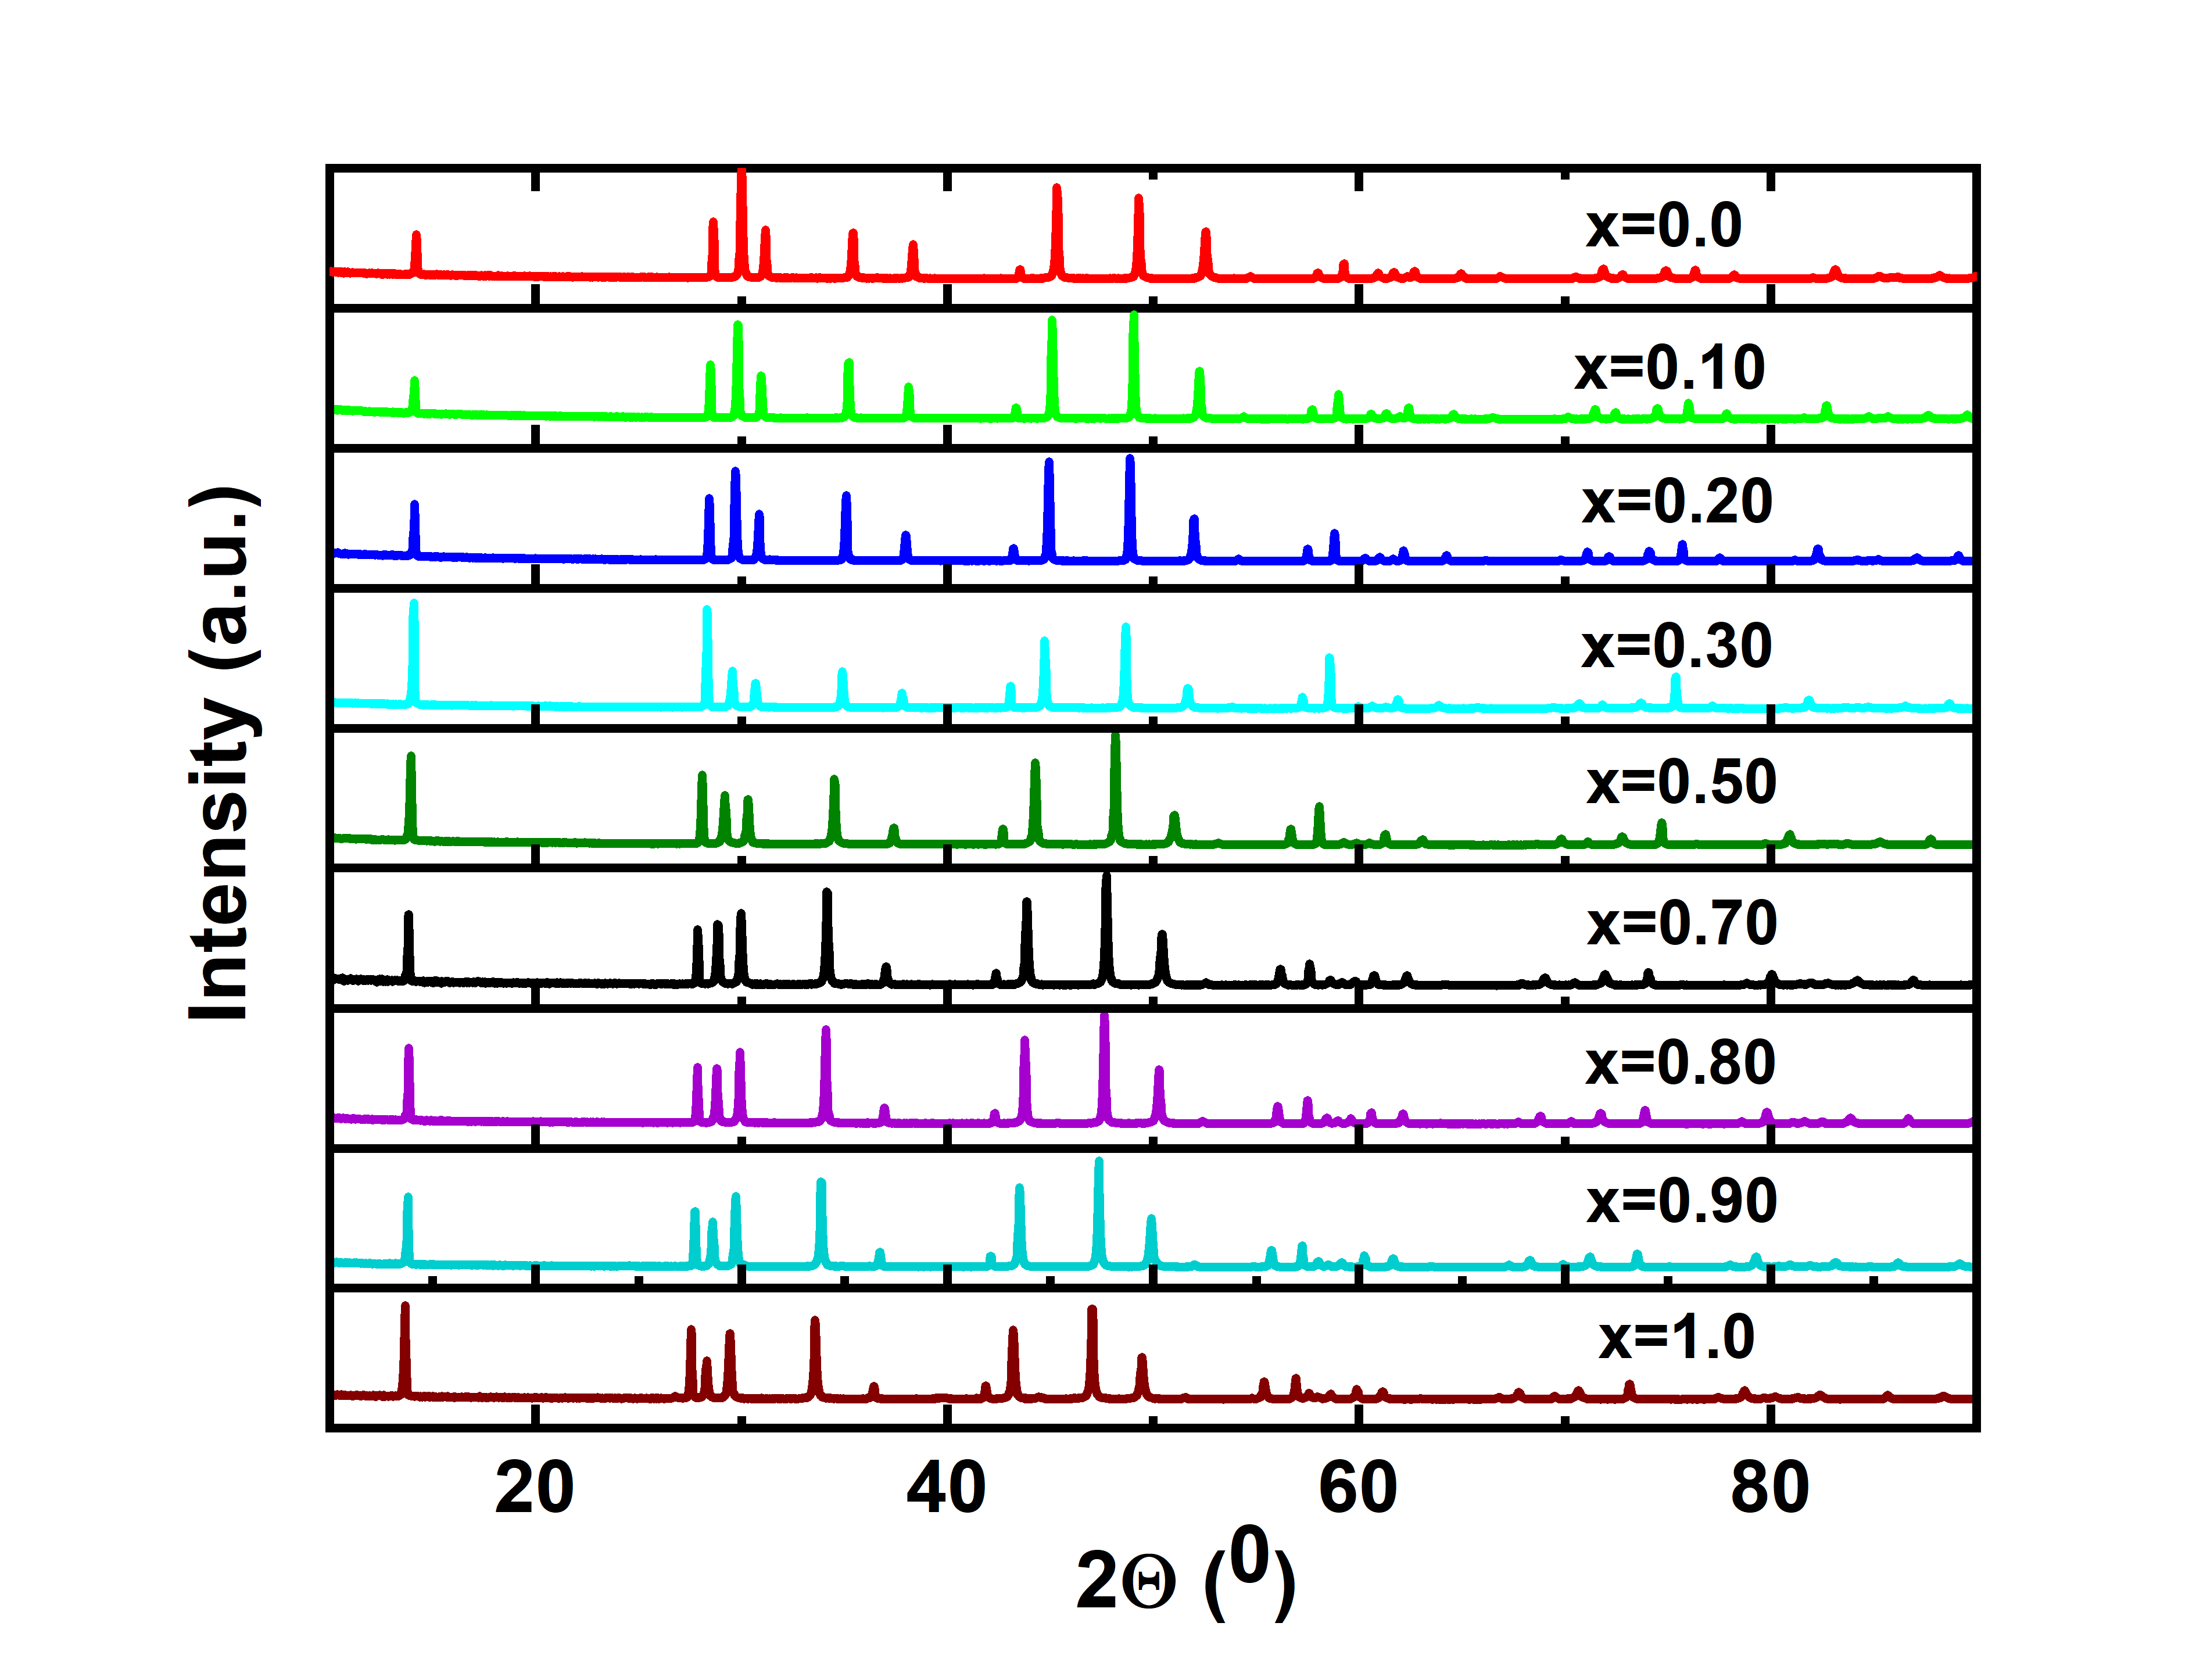 Intensity (a.u.)
x=0.0
x=0.10
x=0.20
x=0.30
x=0.50
x=0.70
x=0.80
x=0.90
x=1.0
20 40 60 80
2Θ (⁰)